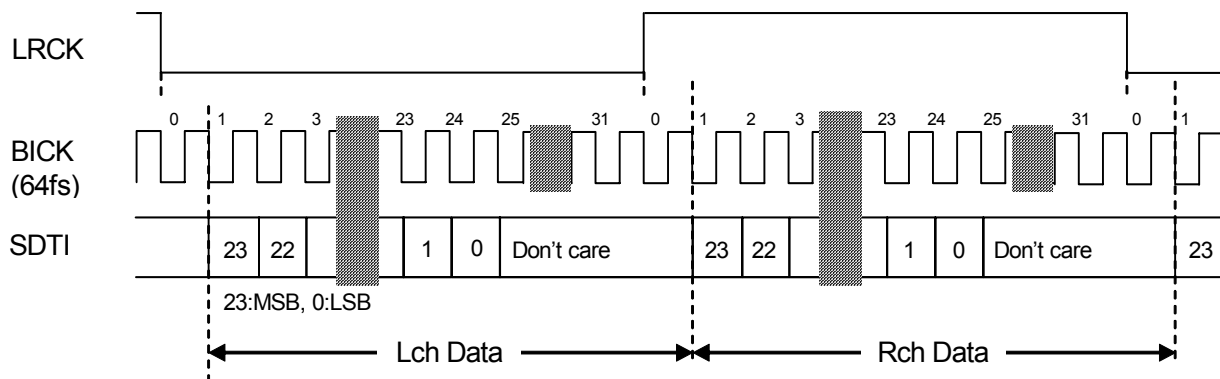 LRCK
0 1 2 3 23 24 25 31 0 1 2 3 23 24 25 31 0 1
BICK
(64fs)
SDTI 23 22 1 0 Don't care 23 22 1 0 Don't care 23
23:MSB, 0:LSB
Lch Data Rch Data